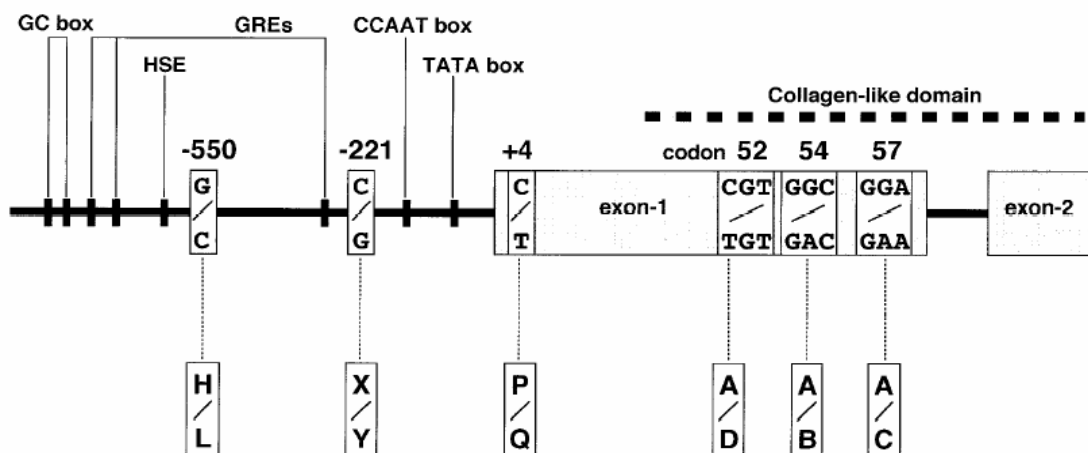 GC box GREs CCAAT box
HSE TATA box
Collagen-like domain
-550 -221 +4 codon 52 54 57
G C C CGT GGC GGA
exon-1 exon-2
C G T TGT GAC GAA
H X P A A A
L Y Q D B C